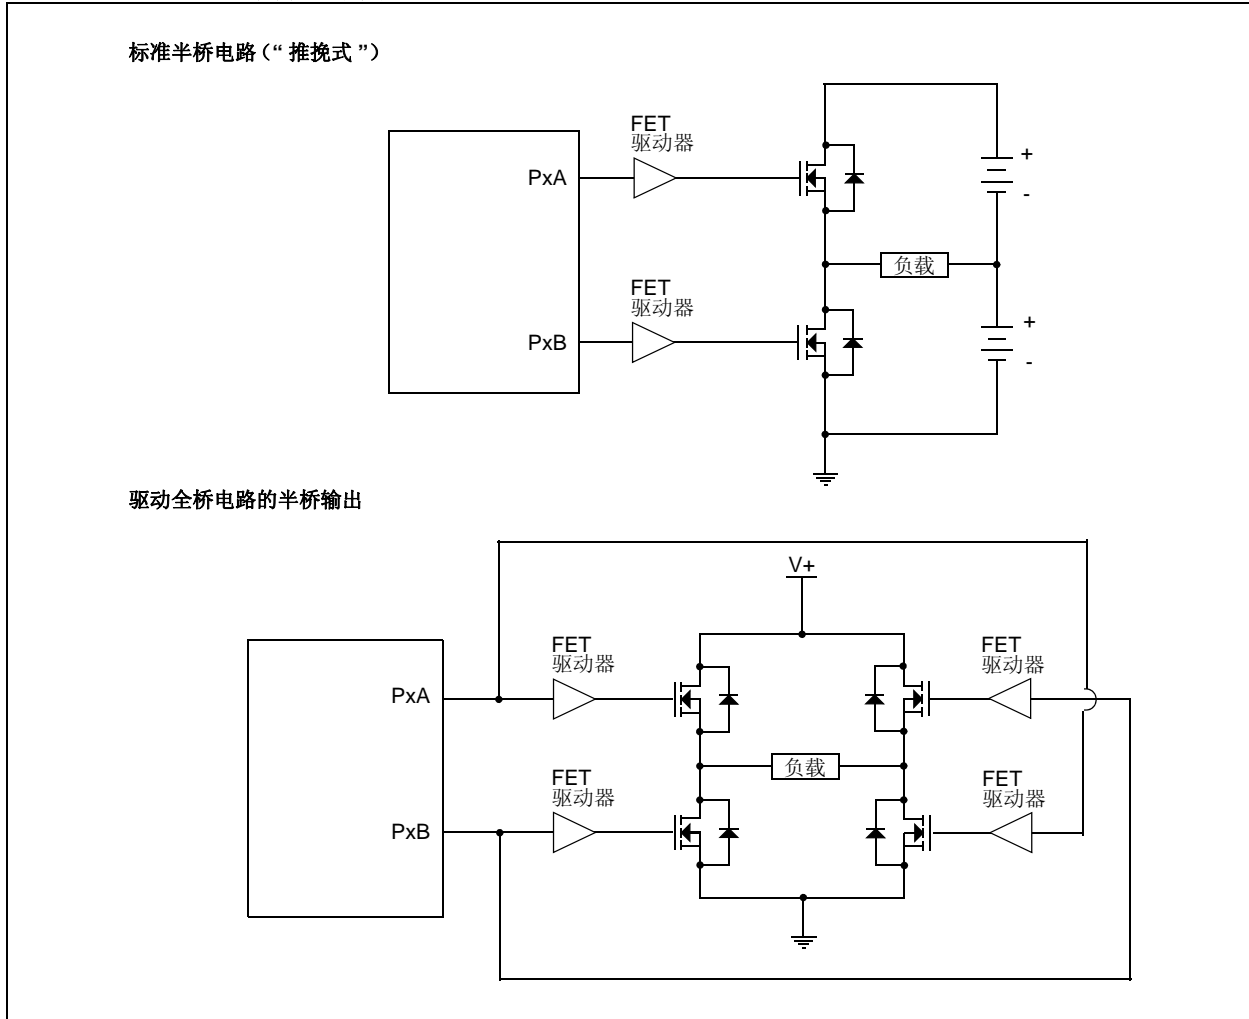 标准半桥电路（“ 推挽式 ”）
FET
驱动器
PxA
+
-
负载
FET
驱动器
PxB
+
-
驱动全桥电路的半桥输出
V+
FET
驱动器
FET
驱动器
PxA
负载
FET
驱动器
FET
驱动器
PxB